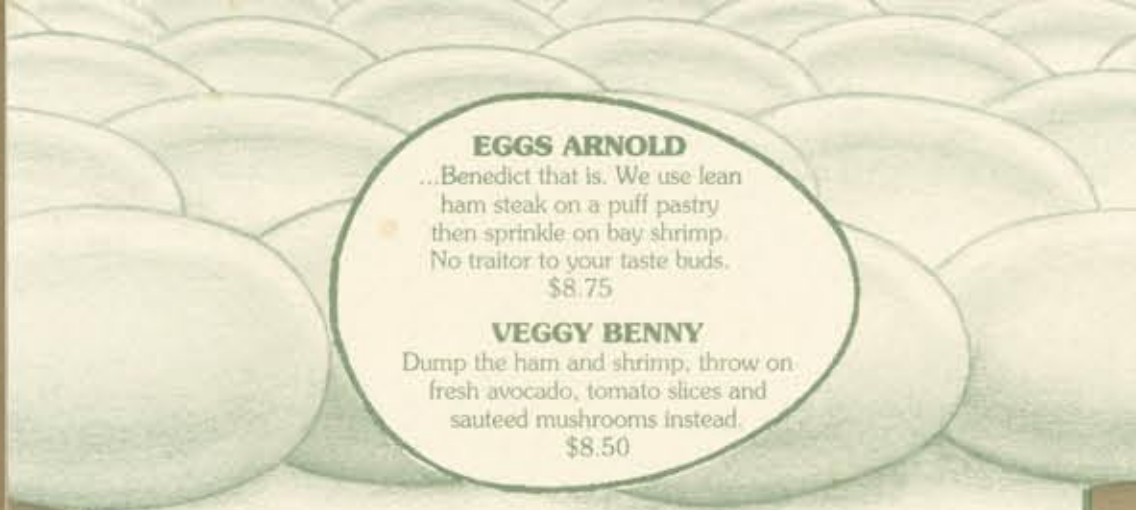 EGGS ARNOLD
...Benedict that is. We use lean
ham steak on a puff pastry
then sprinkle on bay shrimp.
No traitor to your taste buds.
$8.75
VEGGY BENNY
Dump the ham and shrimp, throw on
fresh avocado, tomato slices and
sauteed mushrooms instead.
$8.50